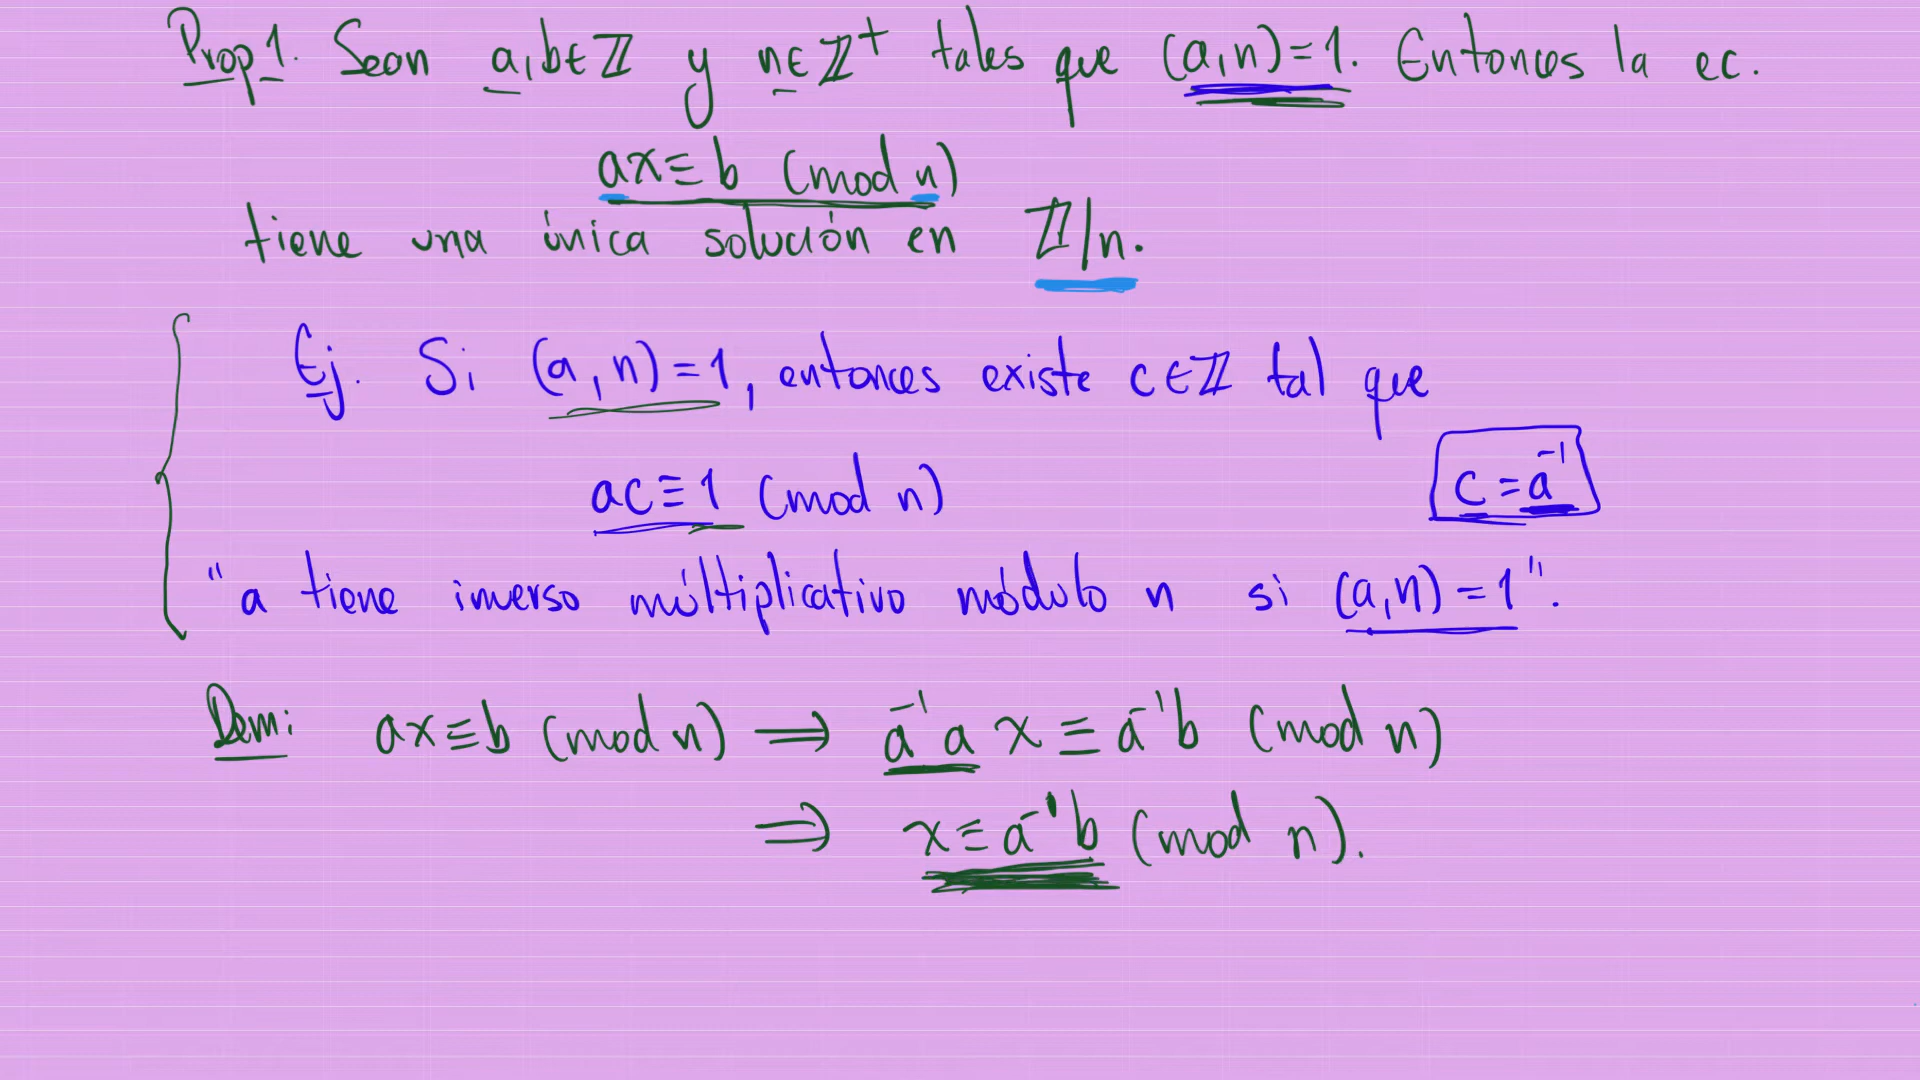 Prop 1. Sean a,b∈ℤ y n∈ℤ⁺ tales que (a,n)=1. Entonces la ec.
ax≡b (mod n)
tiene una única solución en ℤ/n.
Ej. Si (a,n)=1, entonces existe c∈ℤ tal que
ac≡1 (mod n) c=a⁻¹
"a tiene inverso múltiplicativo módulo n si (a,n)=1".
Dem: ax≡b (mod n) ⟹ a⁻¹a x≡a⁻¹b (mod n)
⟹ x≡a⁻¹b (mod n).